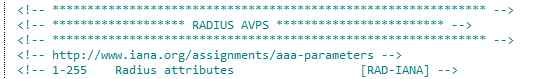 <!-- ************************************************************** -->
<!-- ******************* RADIUS AVPS ************************ -->
<!-- ************************************************************** -->
<!-- http://www.iana.org/assignments/aaa-parameters -->
<!-- 1-255    Radius attributes                  [RAD-IANA] -->